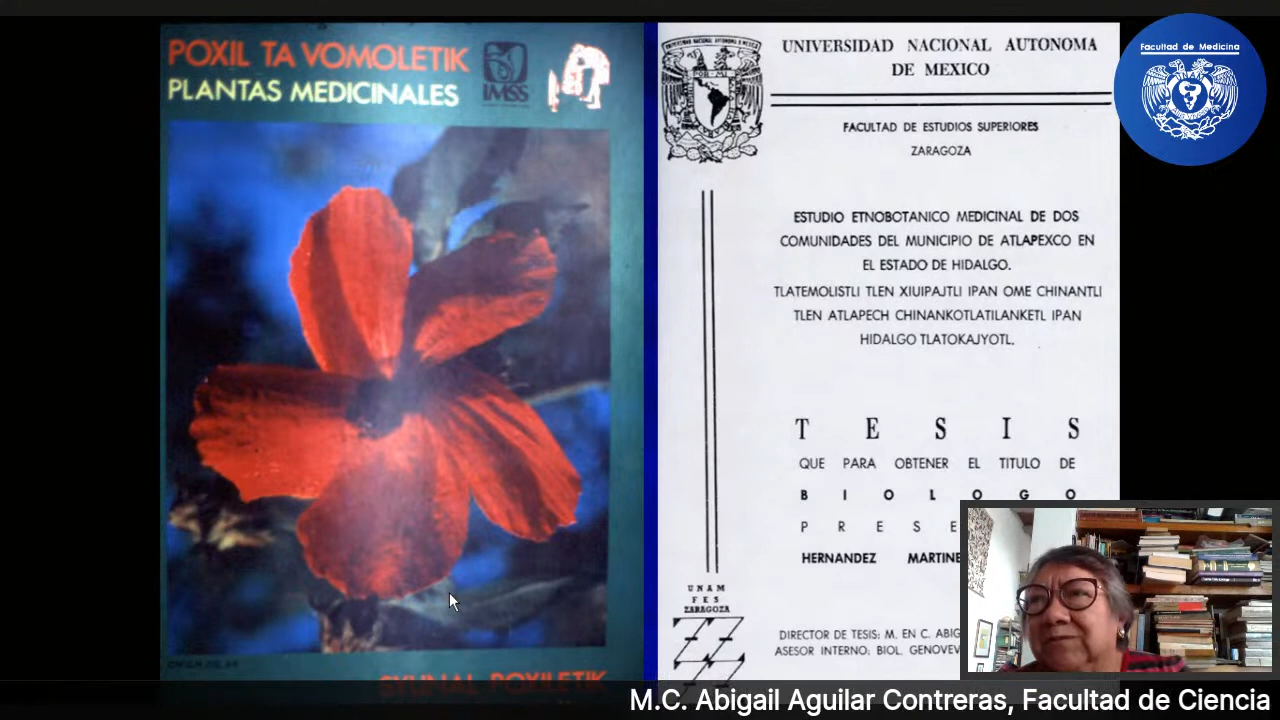 POXIL TA VOMOLETIK
PLANTAS MEDICINALES
IMSS
UNIVERSIDAD NACIONAL AUTONOMA
DE MEXICO
FACULTAD DE ESTUDIOS SUPERIORES
ZARAGOZA
ESTUDIO ETNOBOTANICO MEDICINAL DE DOS
COMUNIDADES DEL MUNICIPIO DE ATLAPEXCO EN
EL ESTADO DE HIDALGO.
TLATEMOLISTLI TLEN XIUIPAJTLI IPAN OME CHINANTLI
TLEN ATLAPECH CHINANKOTLATILANKETL IPAN
HIDALGO TLATOKAJYOTL.
T E S I S
QUE PARA OBTENER EL TITULO DE
B I O L O G O
P R E S E
HERNANDEZ MARTINE
UNAM
FES
ZARAGOZA
DIRECTOR DE TESIS: M. EN C. ABIG
ASESOR INTERNO: BIOL. GENOVEV
Facultad de Medicina
M.C. Abigail Aguilar Contreras, Facultad de Ciencia